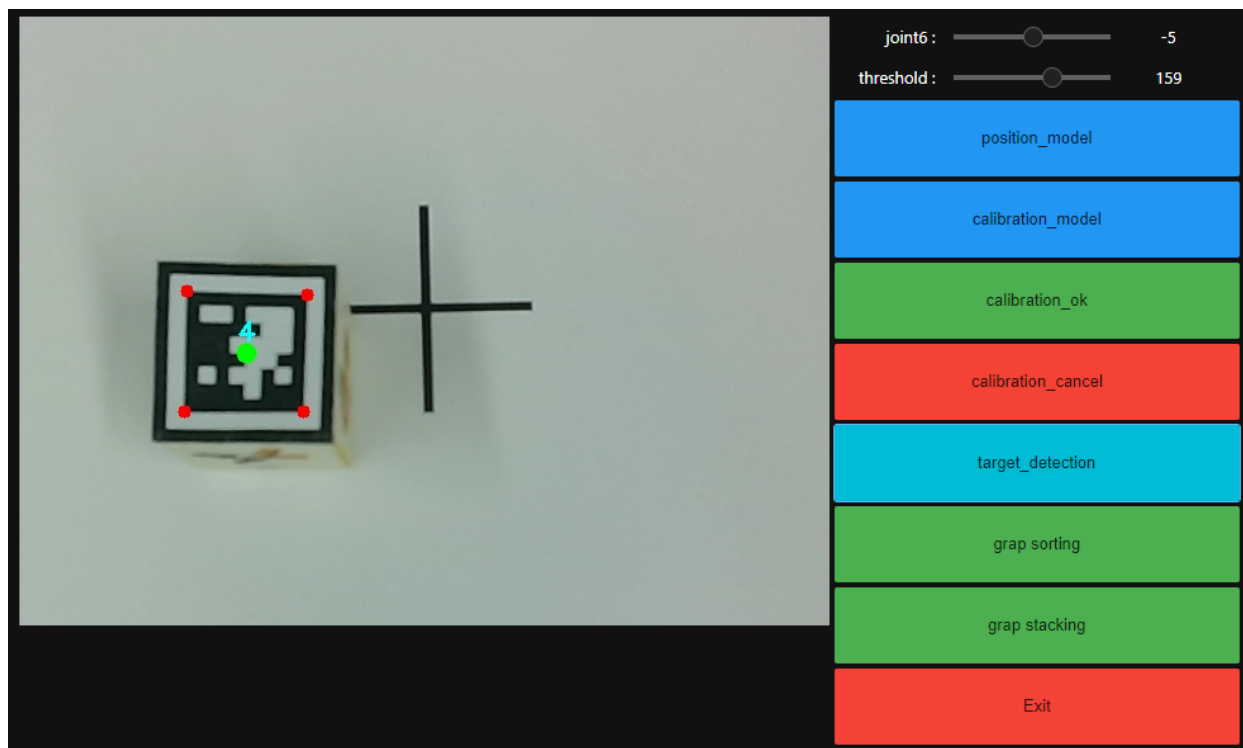 joint6 : -5
threshold : 159
position_model
calibration_model
calibration_ok
calibration_cancel
4
target_detection
grap sorting
grap stacking
Exit